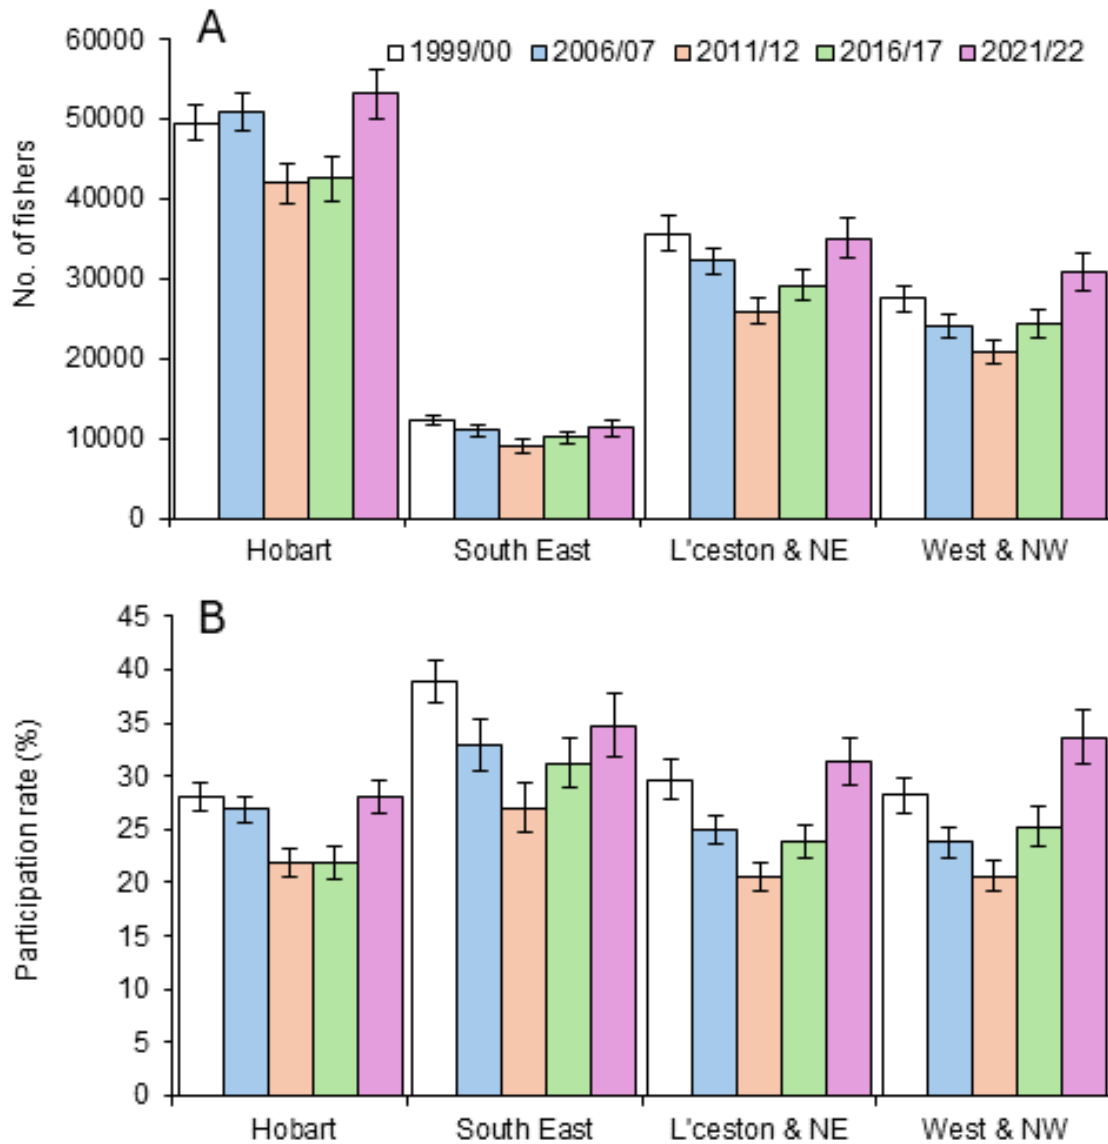 A
1999/00 2006/07 2011/12 2016/17 2021/22
No. of fishers
60000
50000
40000
30000
20000
10000
0
Hobart South East L'ceston & NE West & NW
B
Participation rate (%)
45
40
35
30
25
20
15
10
5
0
Hobart South East L'ceston & NE West & NW